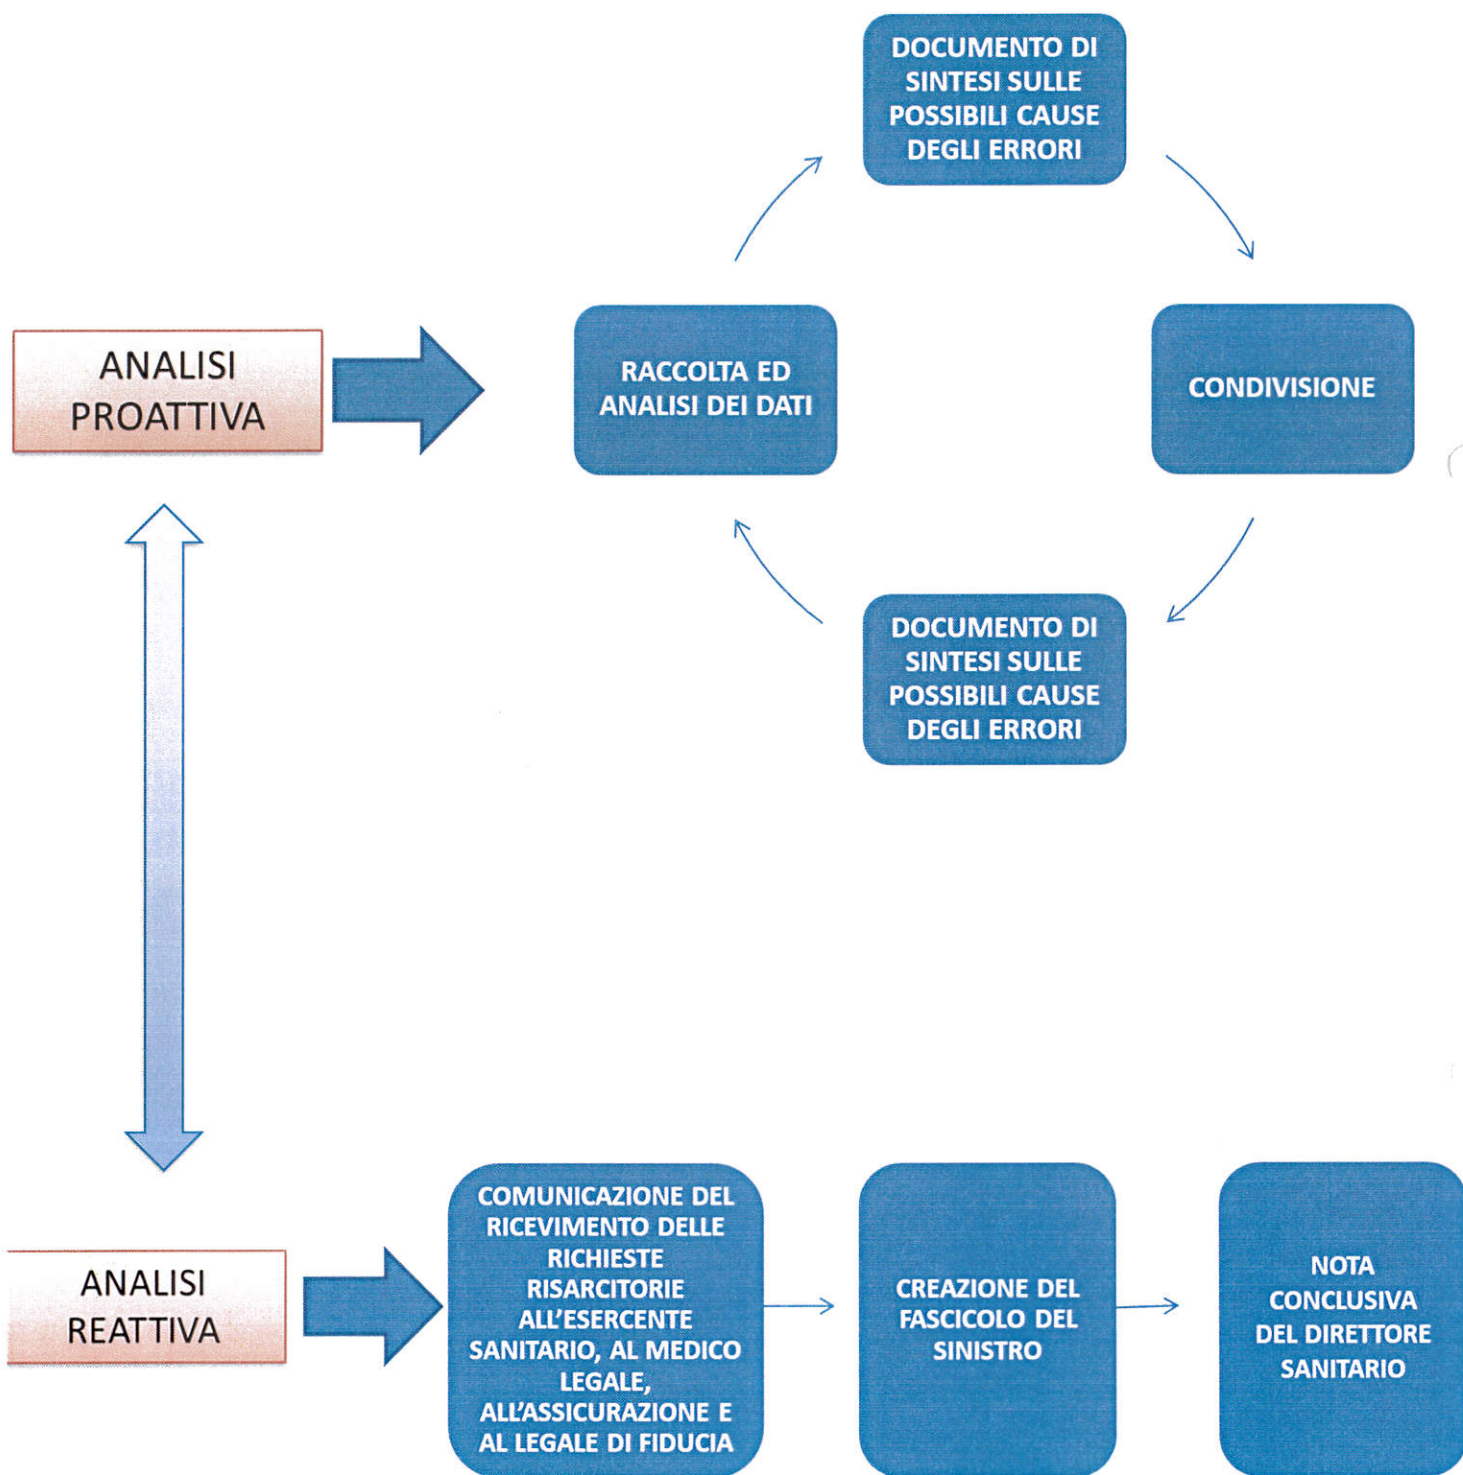 DOCUMENTO DI
SINTESI SULLE
POSSIBILI CAUSE
DEGLI ERRORI
ANALISI
PROATTIVA
RACCOLTA ED
ANALISI DEI DATI
CONDIVISIONE
DOCUMENTO DI
SINTESI SULLE
POSSIBILI CAUSE
DEGLI ERRORI
ANALISI
REATTIVA
COMUNICAZIONE DEL
RICEVIMENTO DELLE
RICHIESTE
RISARCITORIE
ALL'ESERCENTE
SANITARIO, AL MEDICO
LEGALE,
ALL'ASSICURAZIONE E
AL LEGALE DI FIDUCIA
CREAZIONE DEL
FASCICOLO DEL
SINISTRO
NOTA
CONCLUSIVA
DEL DIRETTORE
SANITARIO